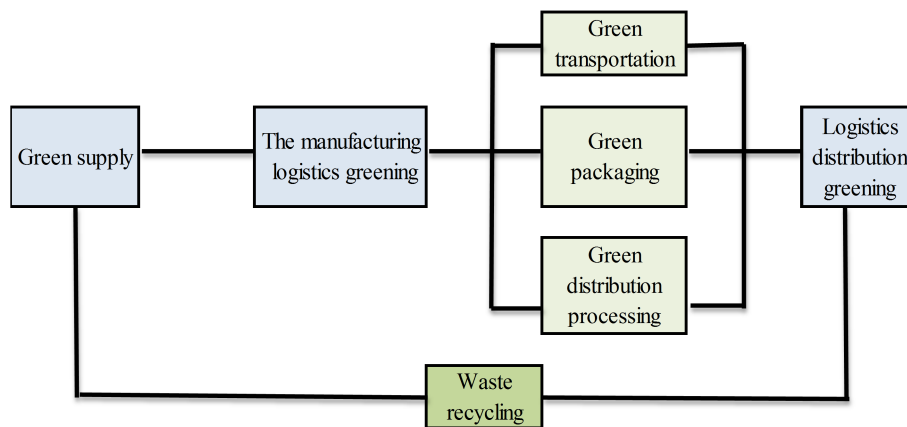 Green supply
The manufacturing
logistics greening
Green
transportation
Green
packaging
Green
distribution
processing
Logistics
distribution
greening
Waste
recycling